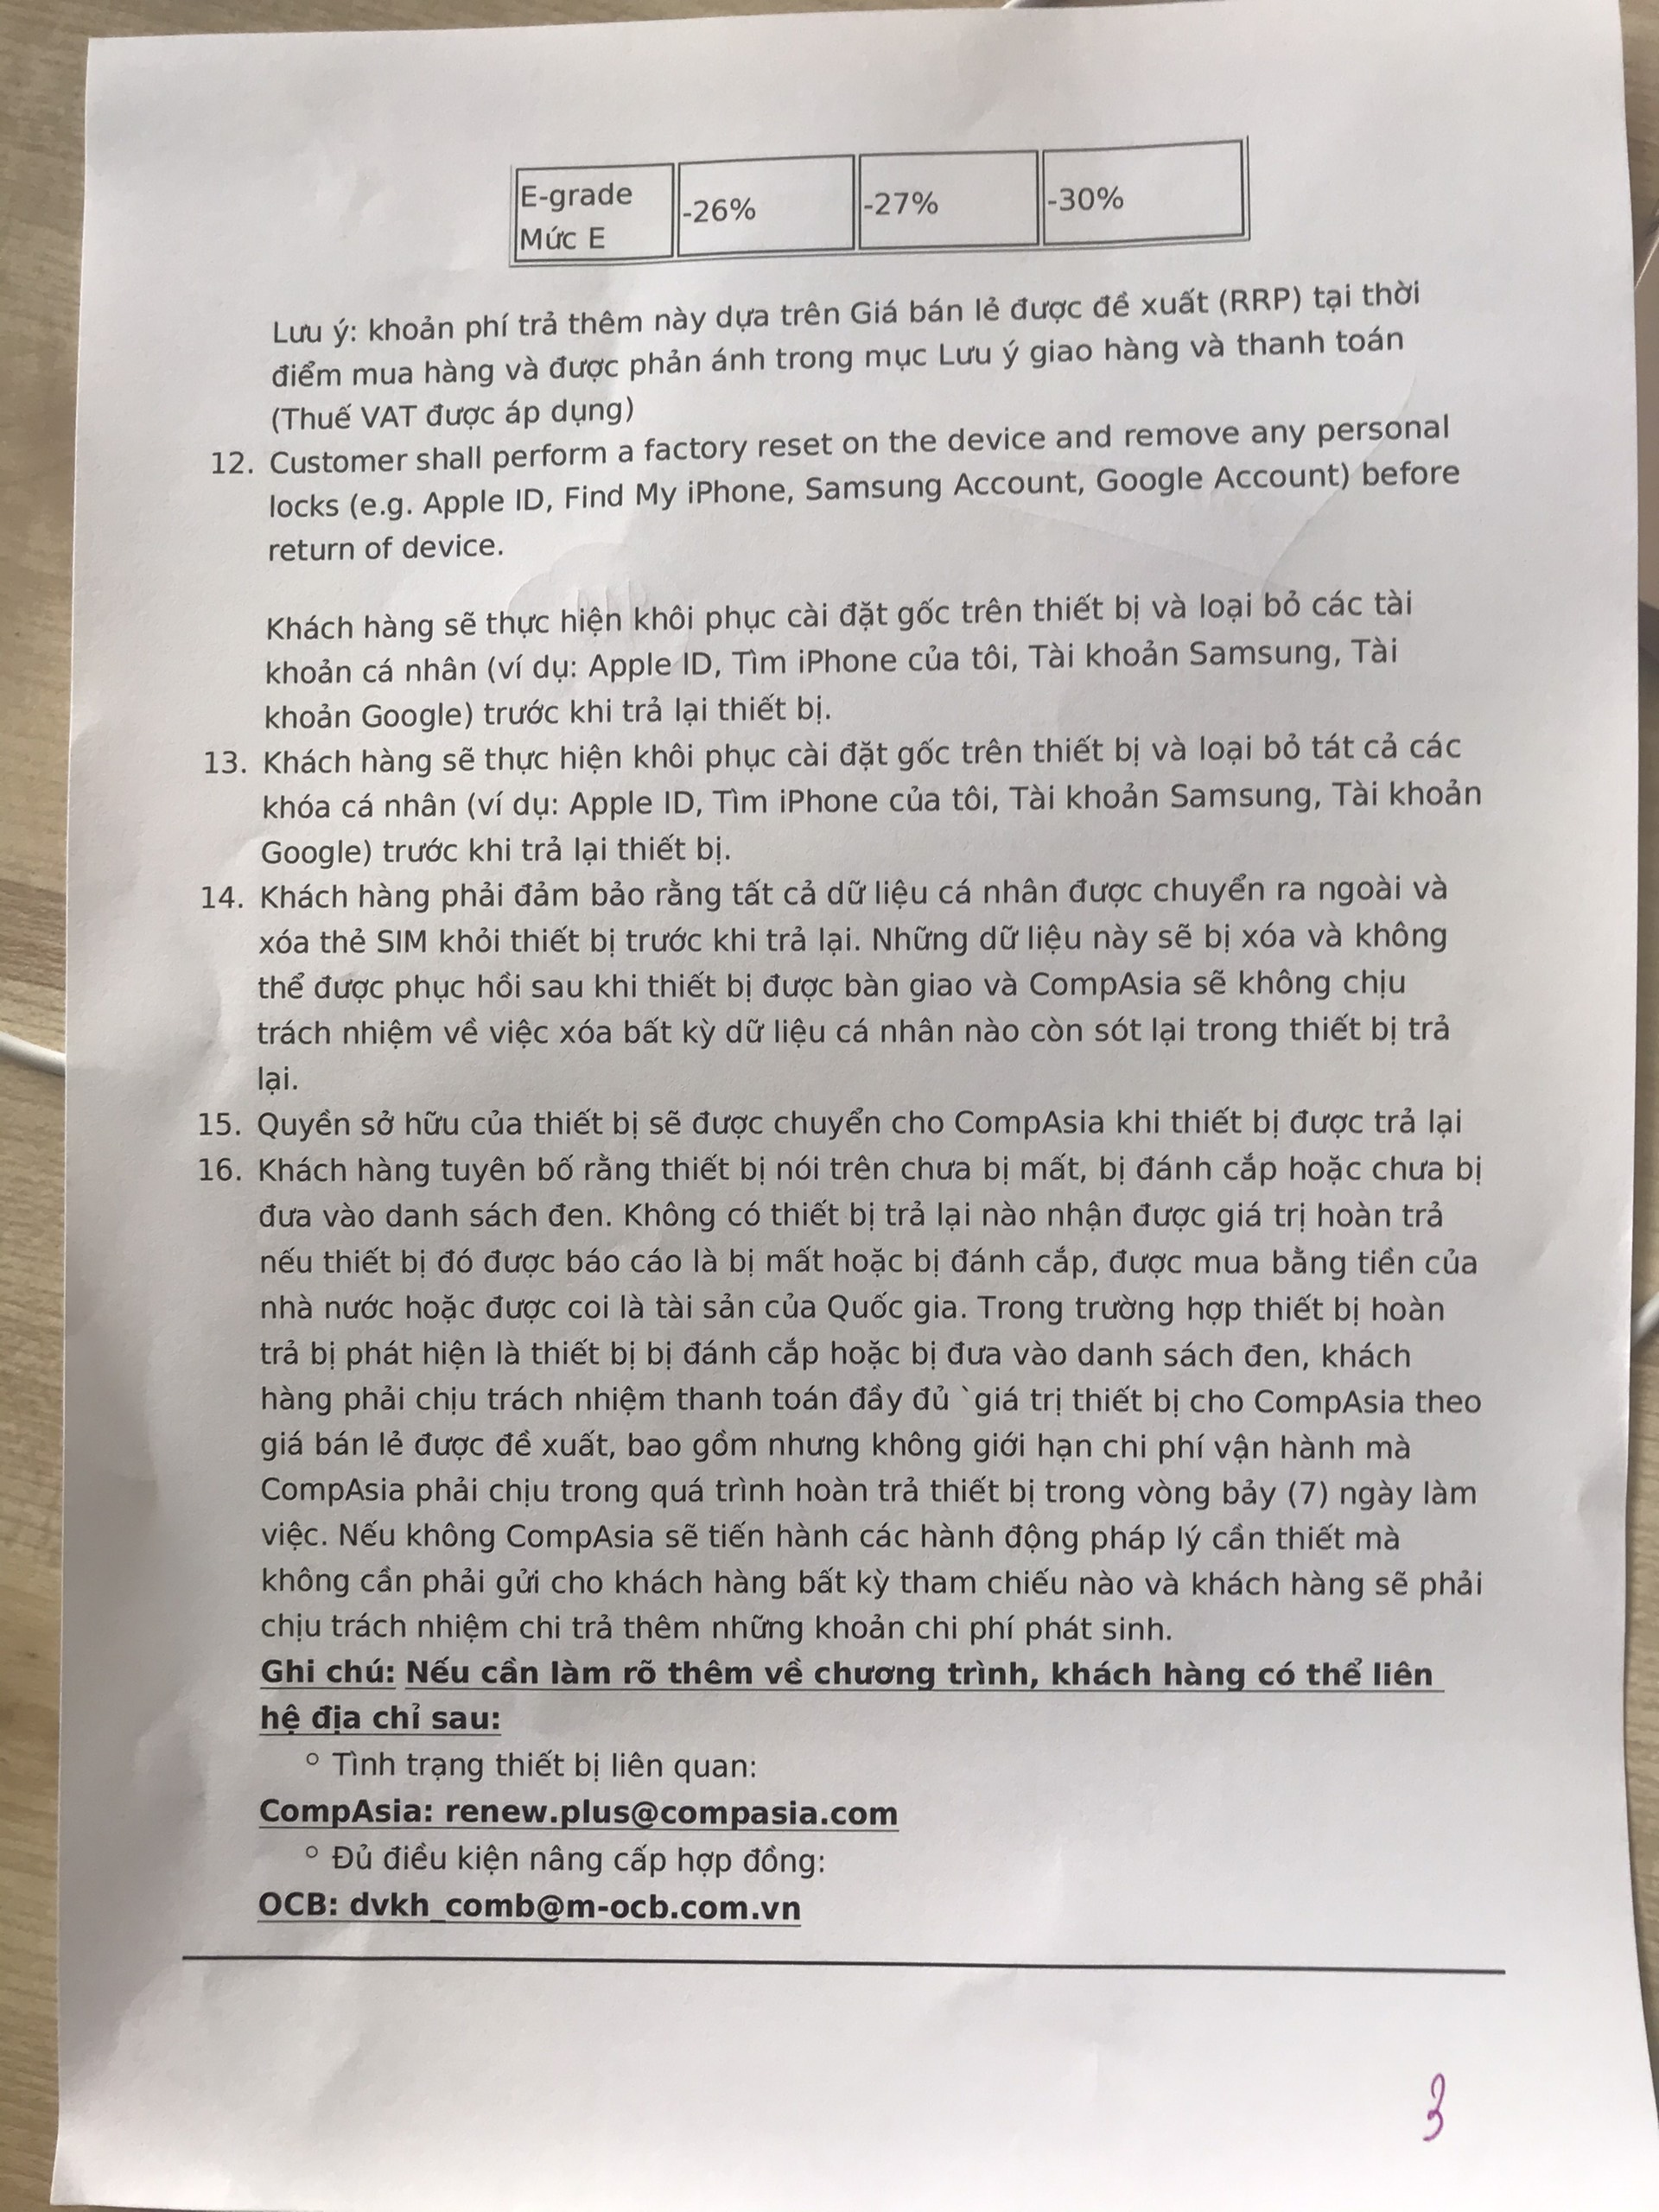 E-grade
Mức E
-26%
-27%
-30%
Lưu ý: khoản phí trả thêm này dựa trên Giá bán lẻ được đề xuất (RRP) tại thời
điểm mua hàng và được phản ánh trong mục Lưu ý giao hàng và thanh toán
(Thuế VAT được áp dụng)
12. Customer shall perform a factory reset on the device and remove any personal
locks (e.g. Apple ID, Find My iPhone, Samsung Account, Google Account) before
return of device.
Khách hàng sẽ thực hiện khôi phục cài đặt gốc trên thiết bị và loại bỏ các tài
khoản cá nhân (ví dụ: Apple ID, Tìm iPhone của tôi, Tài khoản Samsung, Tài
khoản Google) trước khi trả lại thiết bị.
13. Khách hàng sẽ thực hiện khôi phục cài đặt gốc trên thiết bị và loại bỏ tát cả các
khóa cá nhân (ví dụ: Apple ID, Tìm iPhone của tôi, Tài khoản Samsung, Tài khoản
Google) trước khi trả lại thiết bị.
14. Khách hàng phải đảm bảo rằng tất cả dữ liệu cá nhân được chuyển ra ngoài và
xóa thẻ SIM khỏi thiết bị trước khi trả lại. Những dữ liệu này sẽ bị xóa và không
thể được phục hồi sau khi thiết bị được bàn giao và CompAsia sẽ không chịu
trách nhiệm về việc xóa bất kỳ dữ liệu cá nhân nào còn sót lại trong thiết bị trả
lại.
15. Quyền sở hữu của thiết bị sẽ được chuyển cho CompAsia khi thiết bị được trả lại
16. Khách hàng tuyên bố rằng thiết bị nói trên chưa bị mất, bị đánh cắp hoặc chưa bị
đưa vào danh sách đen. Không có thiết bị trả lại nào nhận được giá trị hoàn trả
nếu thiết bị đó được báo cáo là bị mất hoặc bị đánh cắp, được mua bằng tiền của
nhà nước hoặc được coi là tài sản của Quốc gia. Trong trường hợp thiết bị hoàn
trả bị phát hiện là thiết bị bị đánh cắp hoặc bị đưa vào danh sách đen, khách
hàng phải chịu trách nhiệm thanh toán đầy đủ `giá trị thiết bị cho CompAsia theo
giá bán lẻ được đề xuất, bao gồm nhưng không giới hạn chi phí vận hành mà
CompAsia phải chịu trong quá trình hoàn trả thiết bị trong vòng bảy (7) ngày làm
việc. Nếu không CompAsia sẽ tiến hành các hành động pháp lý cần thiết mà
không cần phải gửi cho khách hàng bất kỳ tham chiếu nào và khách hàng sẽ phải
chịu trách nhiệm chi trả thêm những khoản chi phí phát sinh.
Ghi chú: Nếu cần làm rõ thêm về chương trình, khách hàng có thể liên
hệ địa chỉ sau:
○ Tình trạng thiết bị liên quan:
CompAsia: renew.plus@compasia.com
○ Đủ điều kiện nâng cấp hợp đồng:
OCB: dvkh_comb@m-ocb.com.vn
3